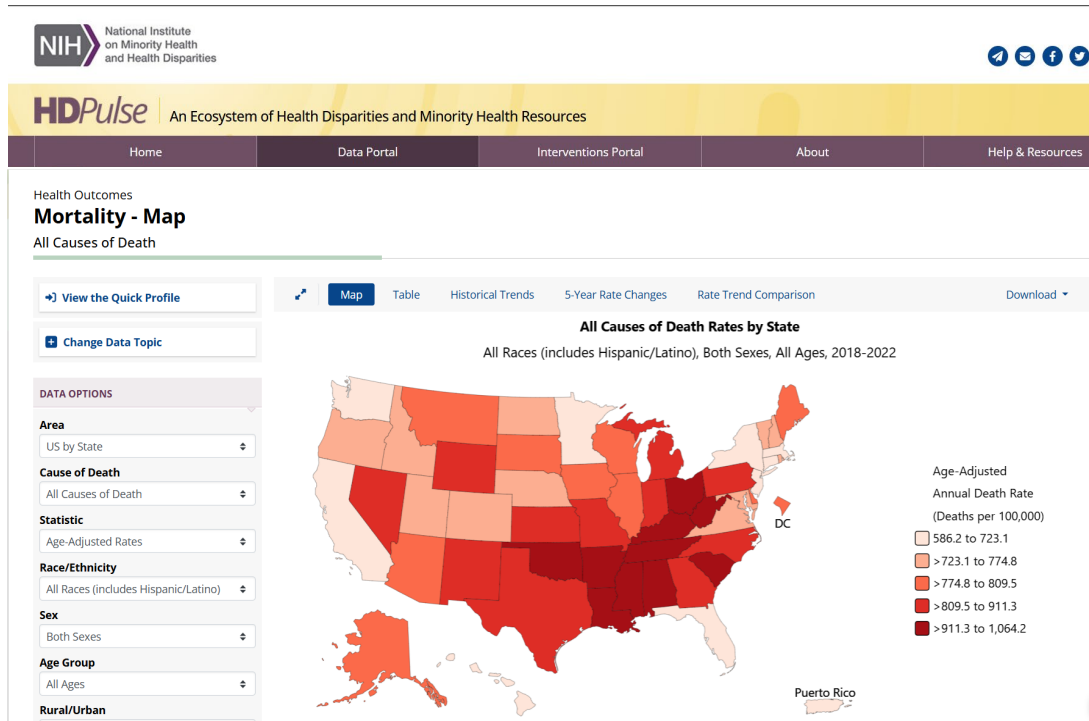 NIH
National Institute
on Minority Health
and Health Disparities
HDPulse
An Ecosystem of Health Disparities and Minority Health Resources
Home
Data Portal
Interventions Portal
About
Help & Resources
Health Outcomes
Mortality - Map
All Causes of Death
View the Quick Profile
Change Data Topic
DATA OPTIONS
Area
US by State
Cause of Death
All Causes of Death
Statistic
Age-Adjusted Rates
Race/Ethnicity
All Races (includes Hispanic/Latino)
Sex
Both Sexes
Age Group
All Ages
Rural/Urban
Map
Table
Historical Trends
5-Year Rate Changes
Rate Trend Comparison
Download
All Causes of Death Rates by State
All Races (includes Hispanic/Latino), Both Sexes, All Ages, 2018-2022
DC
Puerto Rico
Age-Adjusted
Annual Death Rate
(Deaths per 100,000)
586.2 to 723.1
>723.1 to 774.8
>774.8 to 809.5
>809.5 to 911.3
>911.3 to 1,064.2